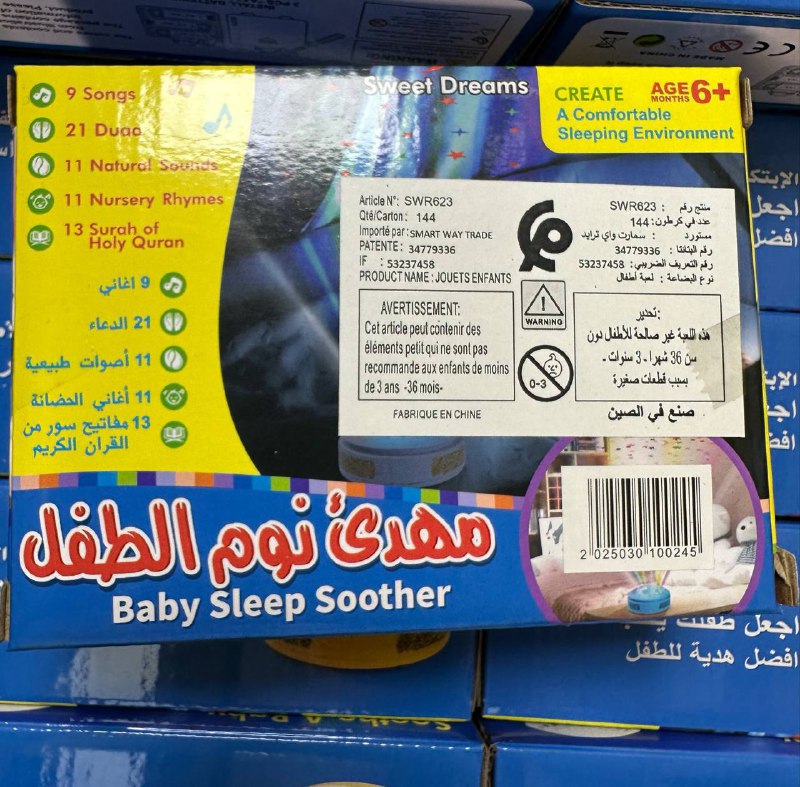 9 Songs
21 Duaa
11 Natural Sounds
11 Nursery Rhymes
13 Surah of
Holy Quran
9 اغاني
21 الدعاء
11 أصوات طبيعية
11 أغاني الحضانة
13 مفاتيح سور من
القران الكريم
Sweet Dreams
CREATE
A Comfortable
Sleeping Environment
AGE 6+
MONTHS
Article N°: SWR623
Qté/Carton: 144
Importé par: SMART WAY TRADE
PATENTE: 34779336
IF : 53237458
PRODUCT NAME: JOUETS ENFANTS
منتج رقم : SWR623
عدد في كرطون: 144
مستورد : سمارت واي ترايد
رقم البتانتا : 34779336
رقم التعريف الضريبي: 53237458
نوع البضاعة : لعبة أطفال
AVERTISSEMENT:
Cet article peut contenir des
éléments petit qui ne sont pas
recommande aux enfants de moins
de 3 ans -36 mois-
WARNING
0-3
تحذير:
هذه اللعبة غير صالحة للأطفال دون
سن 36 شهرا - 3 سنوات -
بسبب قطعات صغيرة
FABRIQUE EN CHINE
صنع في الصين
2 025030 100245
مهدئ نوم الطفل
Baby Sleep Soother
اجعل طفلك
افضل هدية للطفل
MADE IN CHINA